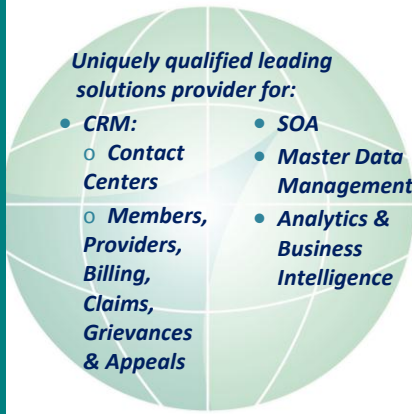 Uniquely qualified leading
solutions provider for:
• CRM:
o Contact
Centers
o Members,
Providers,
Billing,
Claims,
Grievances
& Appeals
• SOA
• Master Data
Management
• Analytics &
Business
Intelligence